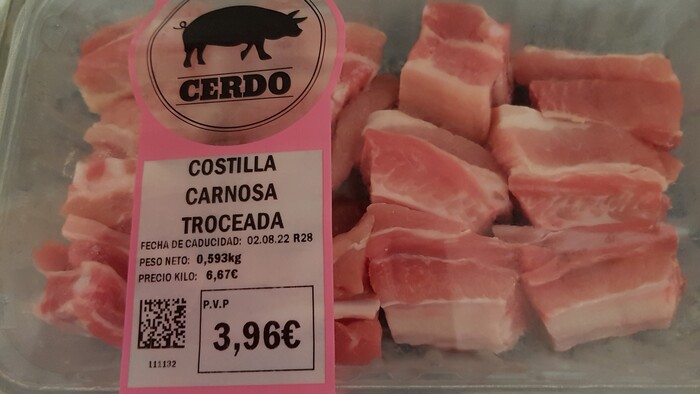 CERDO
COSTILLA
CARNOSA
TROCEADA
FECHA DE CADUCIDAD: 02.08.22 R28
PESO NETO: 0,593kg
PRECIO KILO: 6,67€
P.V.P
3,96€
111132